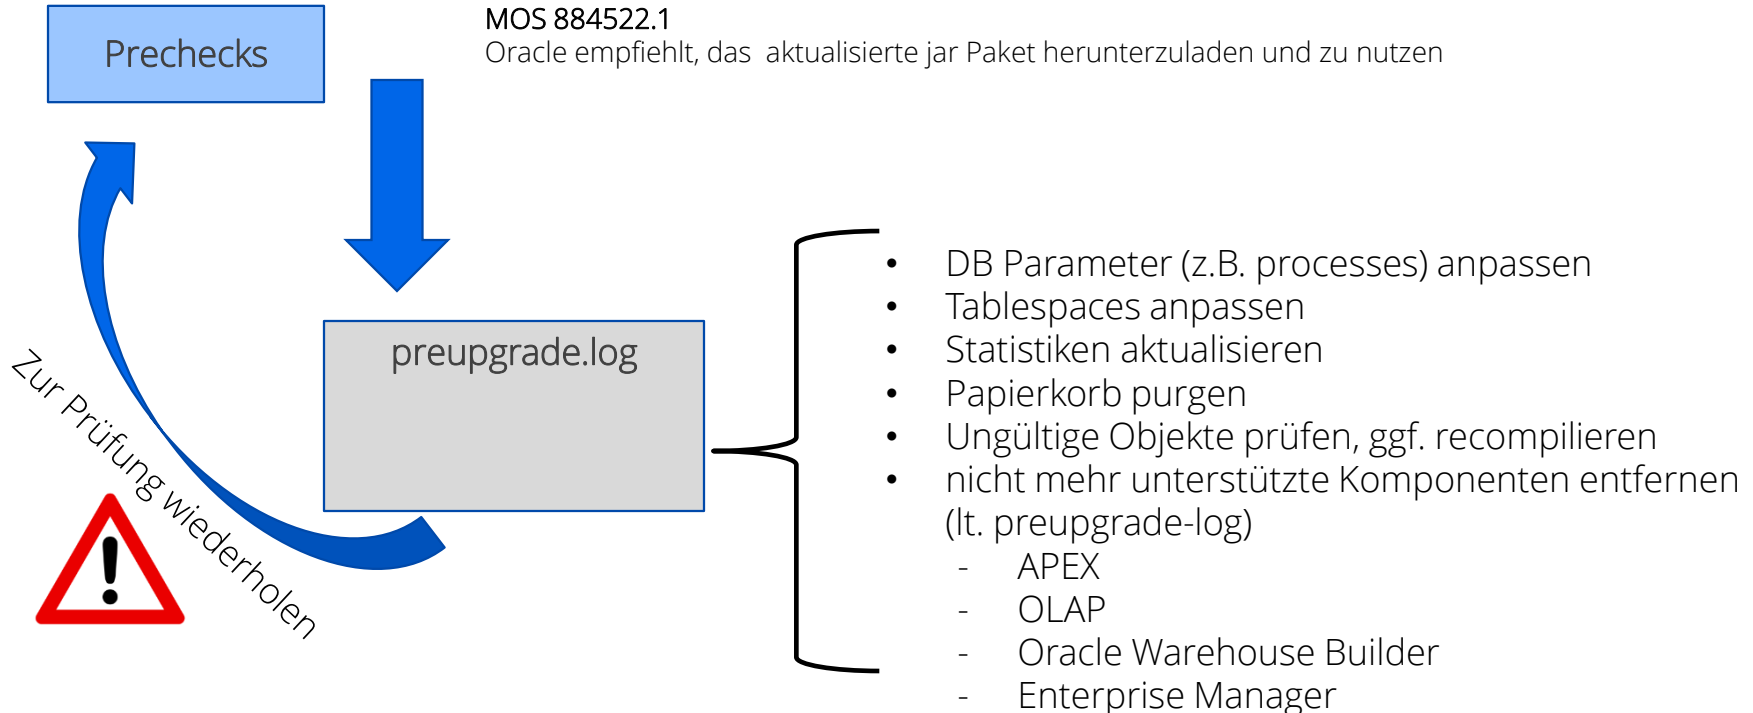 MOS 884522.1
Oracle empfiehlt, das aktualisierte jar Paket herunterzuladen und zu nutzen
Prechecks
preupgrade.log
Zur Prüfung wiederholen
• DB Parameter (z.B. processes) anpassen
• Tablespaces anpassen
• Statistiken aktualisieren
• Papierkorb purgen
• Ungültige Objekte prüfen, ggf. recompilieren
• nicht mehr unterstützte Komponenten entfernen
(lt. preupgrade-log)
- APEX
- OLAP
- Oracle Warehouse Builder
- Enterprise Manager